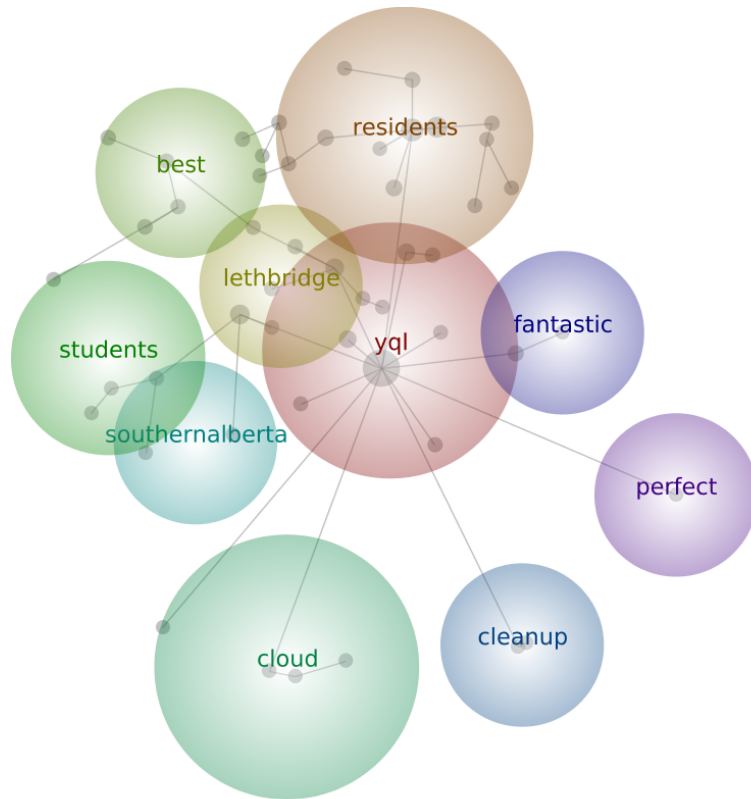 residents
best
lethbridge
fantastic
yql
students
southernalberta
perfect
cleanup
cloud